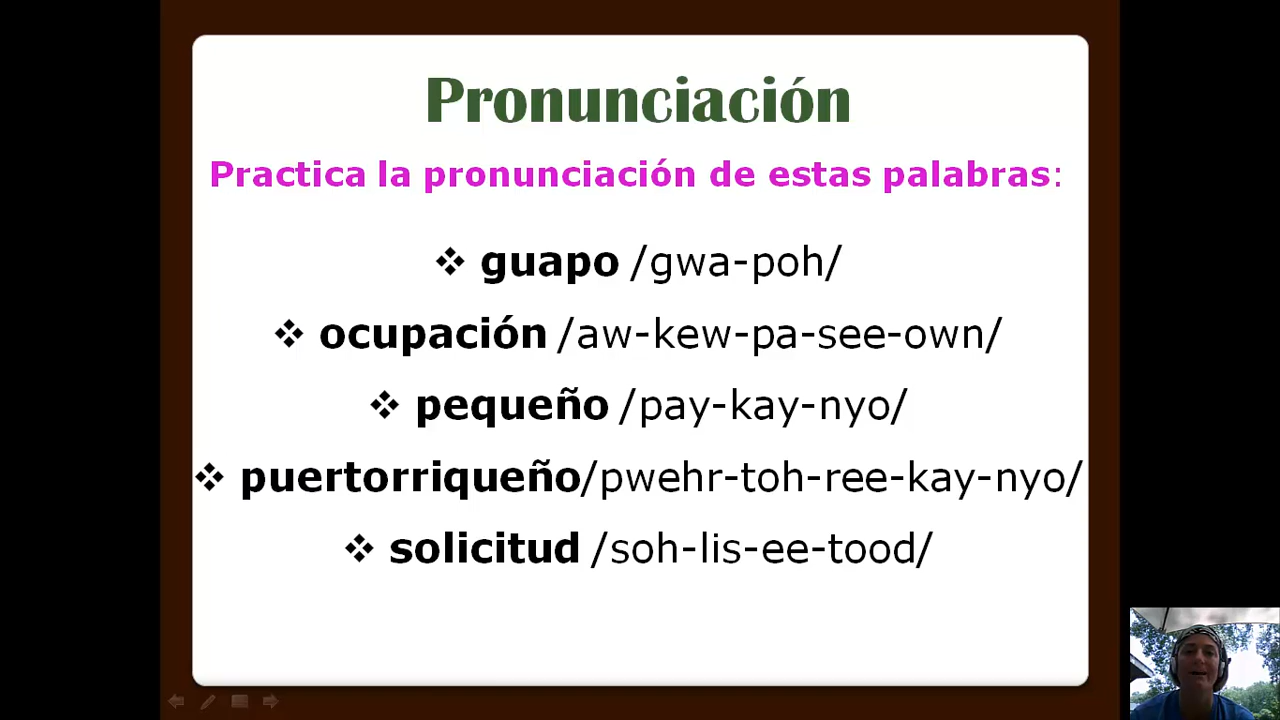 Pronunciación
Practica la pronunciación de estas palabras:
❖ guapo /gwa-poh/
❖ ocupación /aw-kew-pa-see-own/
❖ pequeño /pay-kay-nyo/
❖ puertorriqueño/pwehr-toh-ree-kay-nyo/
❖ solicitud /soh-lis-ee-tood/